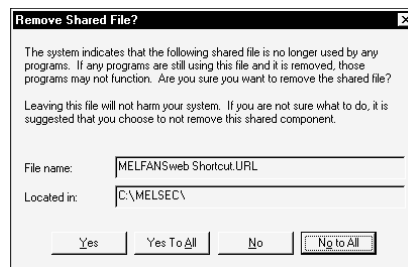 Remove Shared File?
The system indicates that the following shared file is no longer used by any
programs. If any programs are still using this file and it is removed, those
programs may not function. Are you sure you want to remove the shared file?
Leaving this file will not harm your system. If you are not sure what to do, it is
suggested that you choose to not remove this shared component.
File name: MELFANSweb Shortcut.URL
Located in: C:\MELSEC\
Yes Yes To All No No to All